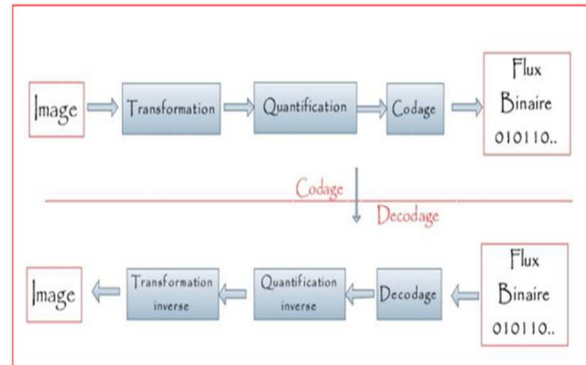 Image
Transformation
Quantification
Codage
Flux
Binaire
010110..
Codage
Decodage
Image
Transformation
inverse
Quantification
inverse
Decodage
Flux
Binaire
010110..